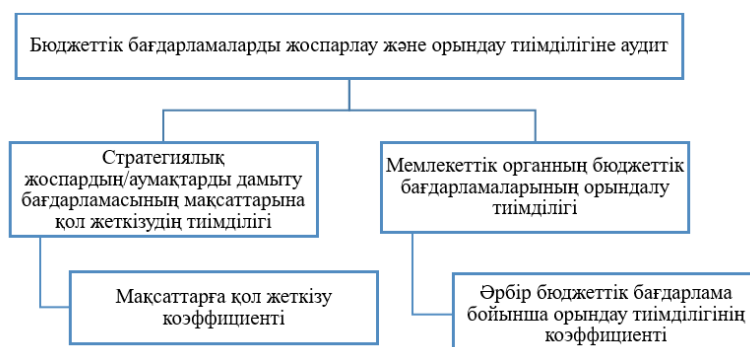 Бюджеттік бағдарламаларды жоспарлау және орындау тиімділігіне аудит
Стратегиялық
жоспардың/аумақтарды дамыту
бағдарламасының мақсаттарына
қол жеткізудің тиімділігі
Мемлекеттік органның бюджеттік
бағдарламаларының орындалу
тиімділігі
Мақсаттарға қол жеткізу
коэффициенті
Әрбір бюджеттік бағдарлама
бойынша орындау тиімділігінің
коэффициенті